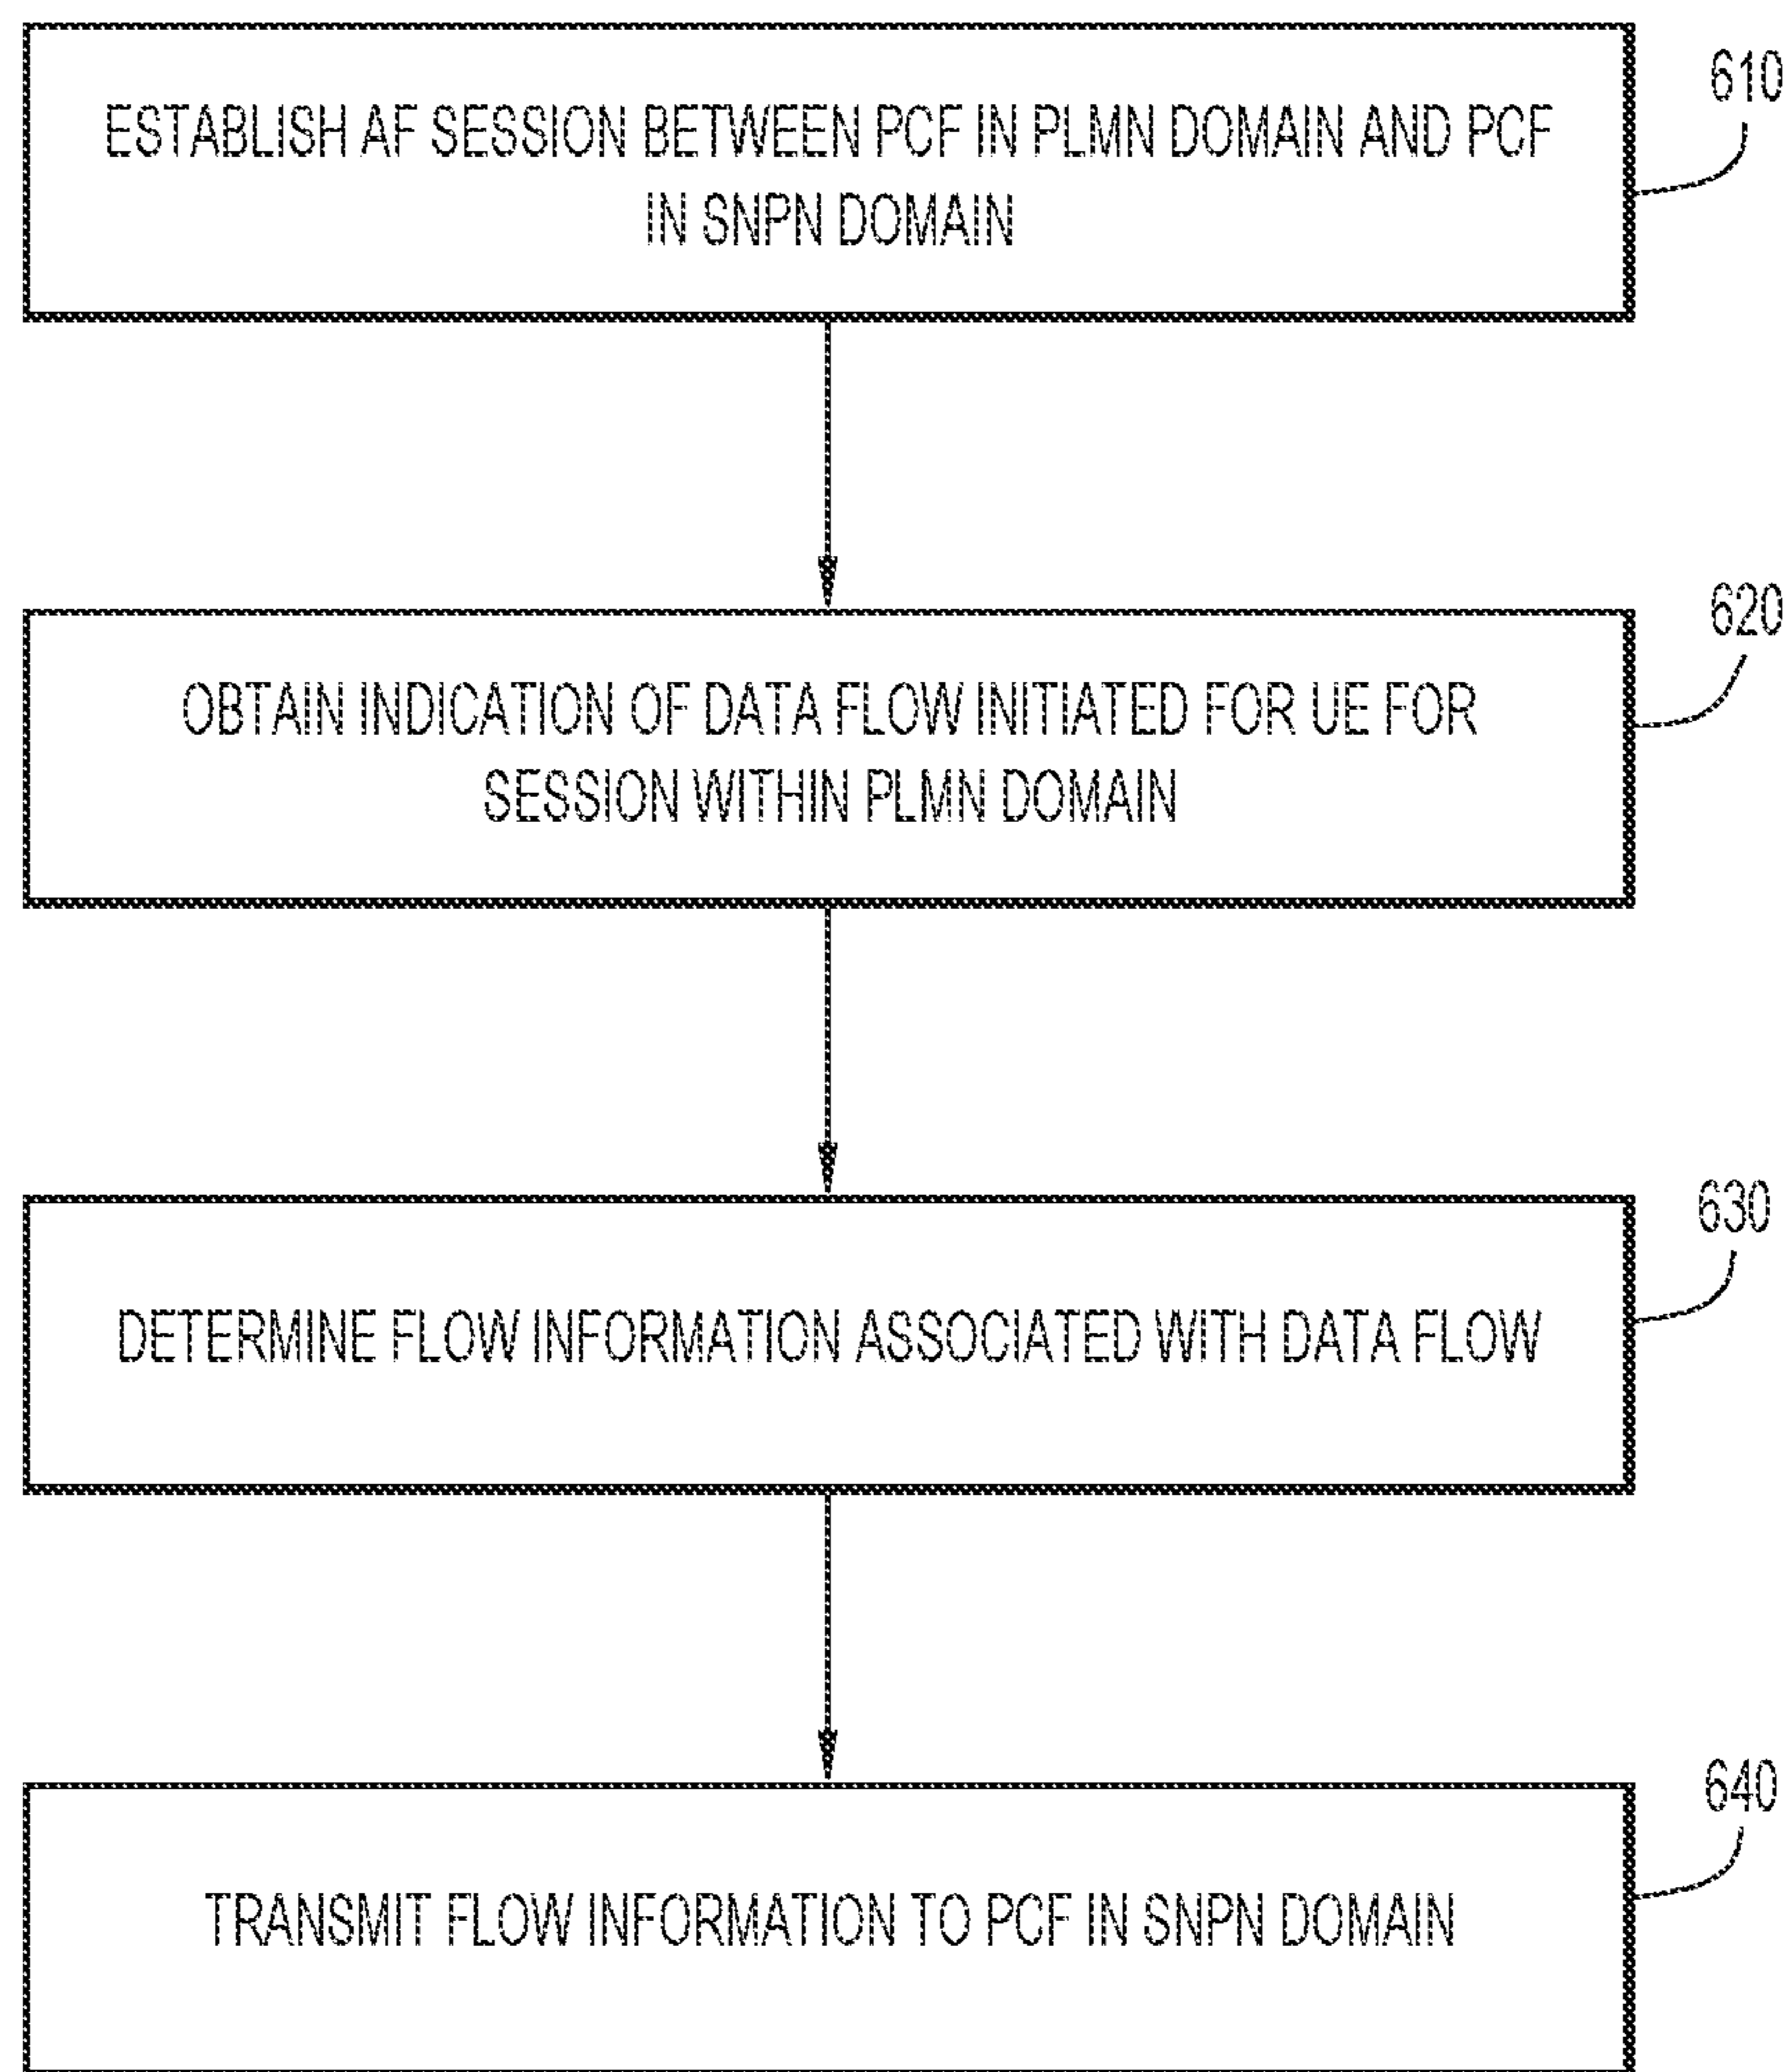 610
ESTABLISH AF SESSION BETWEEN PCF IN PLMN DOMAIN AND PCF
IN SNPN DOMAIN
620
OBTAIN INDICATION OF DATA FLOW INITIATED FOR UE FOR
SESSION WITHIN PLMN DOMAIN
630
DETERMINE FLOW INFORMATION ASSOCIATED WITH DATA FLOW
640
TRANSMIT FLOW INFORMATION TO PCF IN SNPN DOMAIN